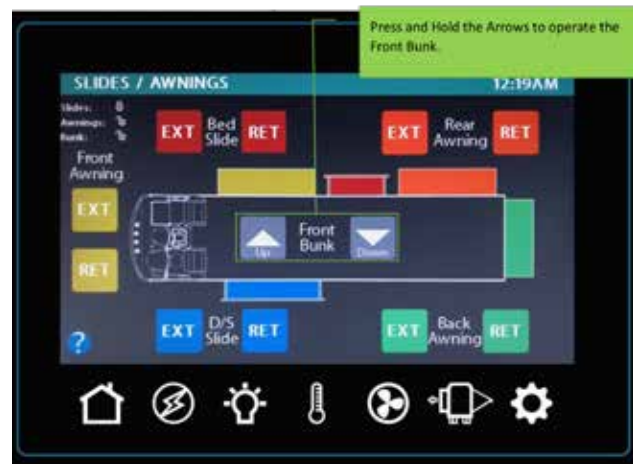 Press and Hold the Arrows to operate the
Front Bunk.
SLIDES / AWNINGS
12:19AM
Slides:
Awnings:
Bunk:
EXT
Bed
Slide
RET
EXT
Rear
Awning
RET
Front
Awning
EXT
RET
Up
Front
Bunk
Down
EXT
D/S
Slide
RET
EXT
Back
Awning
RET
?